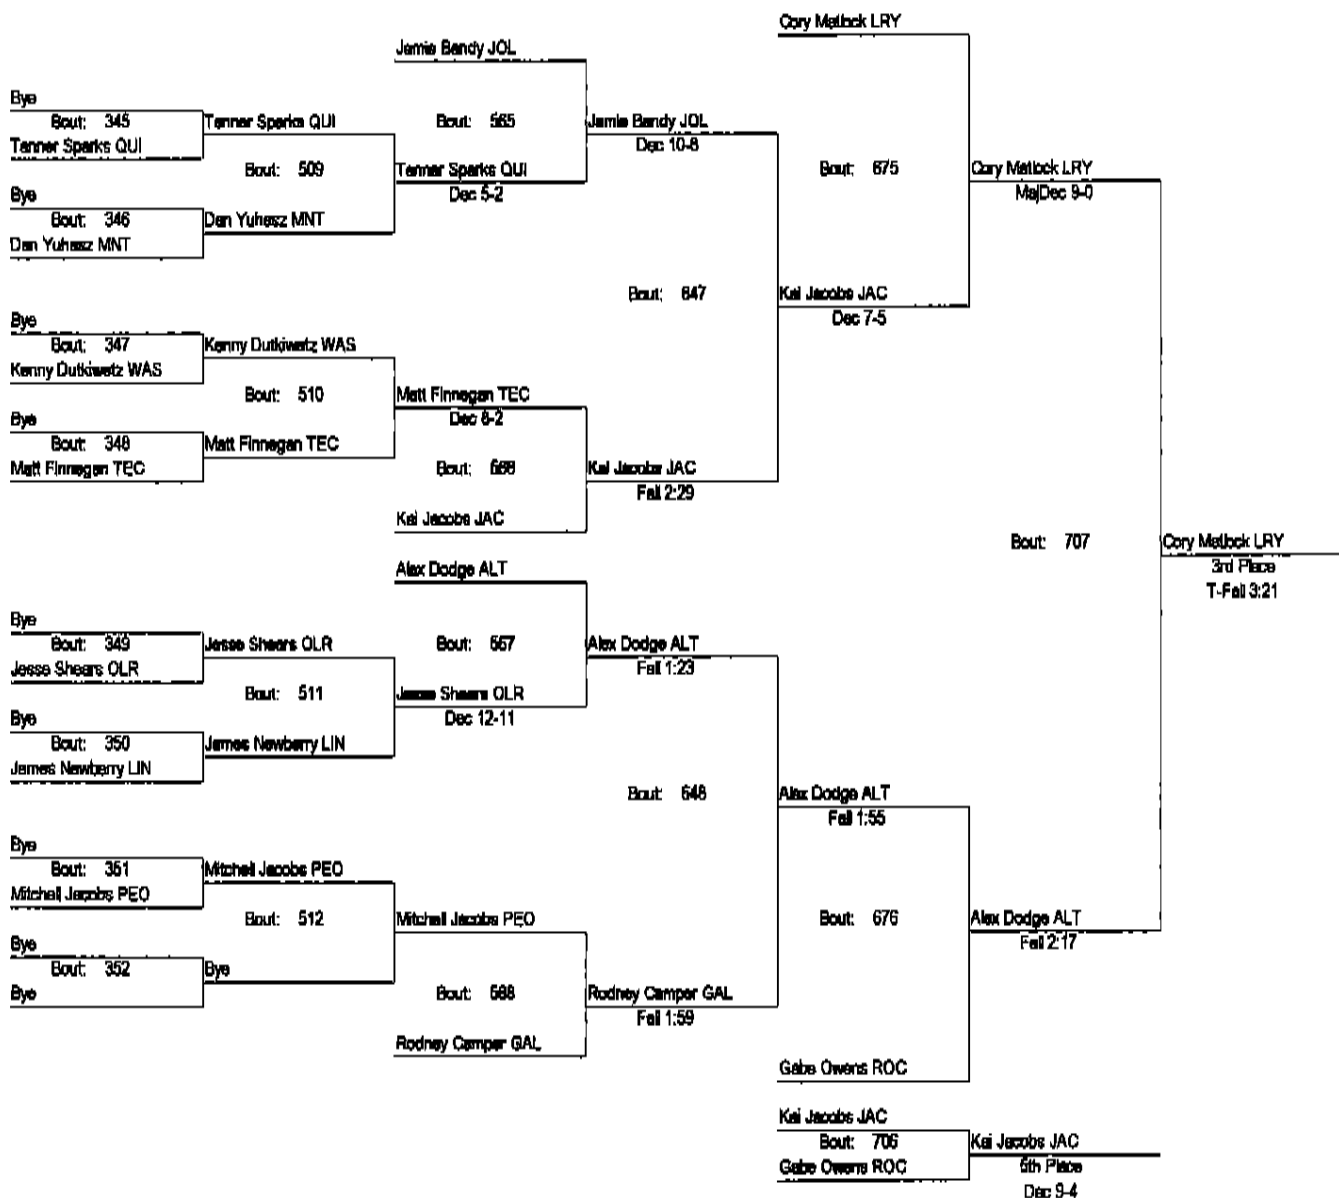 Cory Matlock LRY
Jamie Bandy JOL
Bye
Bout: 345
Tanner Sparks QUI
Tanner Sparks QUI
Bout: 565
Jamie Bandy JOL
Dec 10-8
Bout: 509
Tanner Sparks QUI
Dec 5-2
Bout: 675
Cory Matlock LRY
MajDec 9-0
Bye
Bout: 346
Dan Yuhasz MNT
Dan Yuhasz MNT
Bout: 647
Kai Jacobs JAC
Dec 7-5
Bye
Bout: 347
Kenny Dutkiwatz WAS
Kenny Dutkiwatz WAS
Bout: 510
Matt Finnegan TEC
Bye
Bout: 348
Matt Finnegan TEC
Matt Finnegan TEC
Kai Jacobs JAC
Fall 2:29
Kai Jacobs JAC
Bout: 707
Cory Matlock LRY
3rd Place
T-Fall 3:21
Alex Dodge ALT
Bye
Bout: 349
Jesse Shears OLR
Jesse Shears OLR
Alex Dodge ALT
Fall 1:23
Bout: 511
Jesse Shears OLR
Dec 12-11
Bye
Bout: 350
James Newberry LIN
James Newberry LIN
Bout: 648
Alex Dodge ALT
Fall 1:55
Bye
Bout: 351
Mitchell Jacobs PEO
Mitchell Jacobs PEO
Bout: 512
Mitchell Jacobs PEO
Bout: 676
Alex Dodge ALT
Fall 2:17
Bye
Bout: 352
Bye
Bye
Rodney Camper GAL
Fall 1:59
Rodney Camper GAL
Gabe Owens ROC
Kai Jacobs JAC
Bout: 706
Gabe Owens ROC
Kai Jacobs JAC
5th Place
Dec 9-4